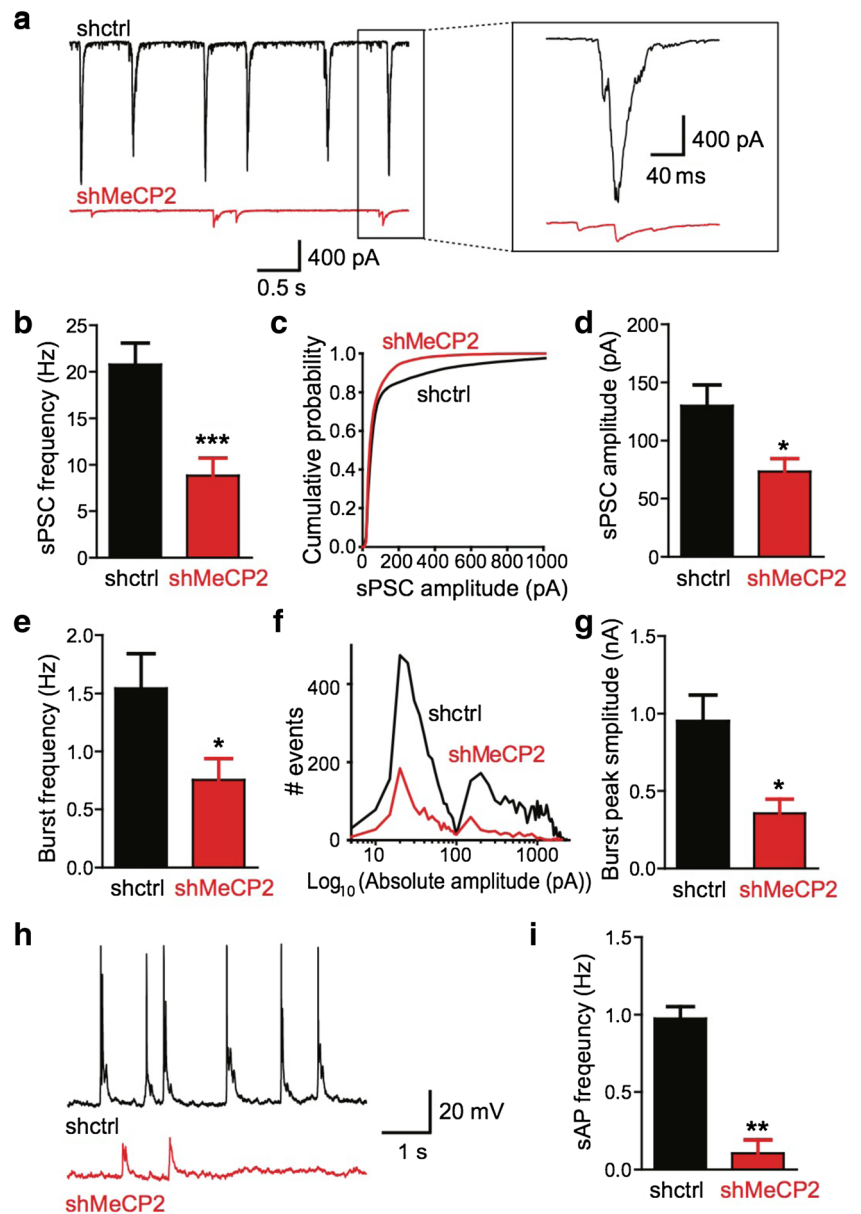 a
shctrl
shMeCP2
400 pA
0.5 s
400 pA
40 ms
b
sPSC frequency (Hz)
25
20
15
10
5
0
***
shctrl
shMeCP2
c
Cumulative probability
1.0
0.8
0.6
0.4
0.2
0.0
shMeCP2
shctrl
0 200 400 600 800 1000
sPSC amplitude (pA)
d
sPSC amplitude (pA)
200
150
100
50
0
*
shctrl
shMeCP2
e
Burst frequency (Hz)
2.0
1.5
1.0
0.5
0.0
*
shctrl
shMeCP2
f
# events
400
200
0
shctrl
shMeCP2
10 100 1000
Log10 (Absolute amplitude (pA))
g
Burst peak smplitude (nA)
1.5
1.0
0.5
0.0
*
shctrl
shMeCP2
h
shctrl
shMeCP2
20 mV
1 s
i
sAP freqeuncy (Hz)
1.5
1.0
0.5
0.0
**
shctrl
shMeCP2